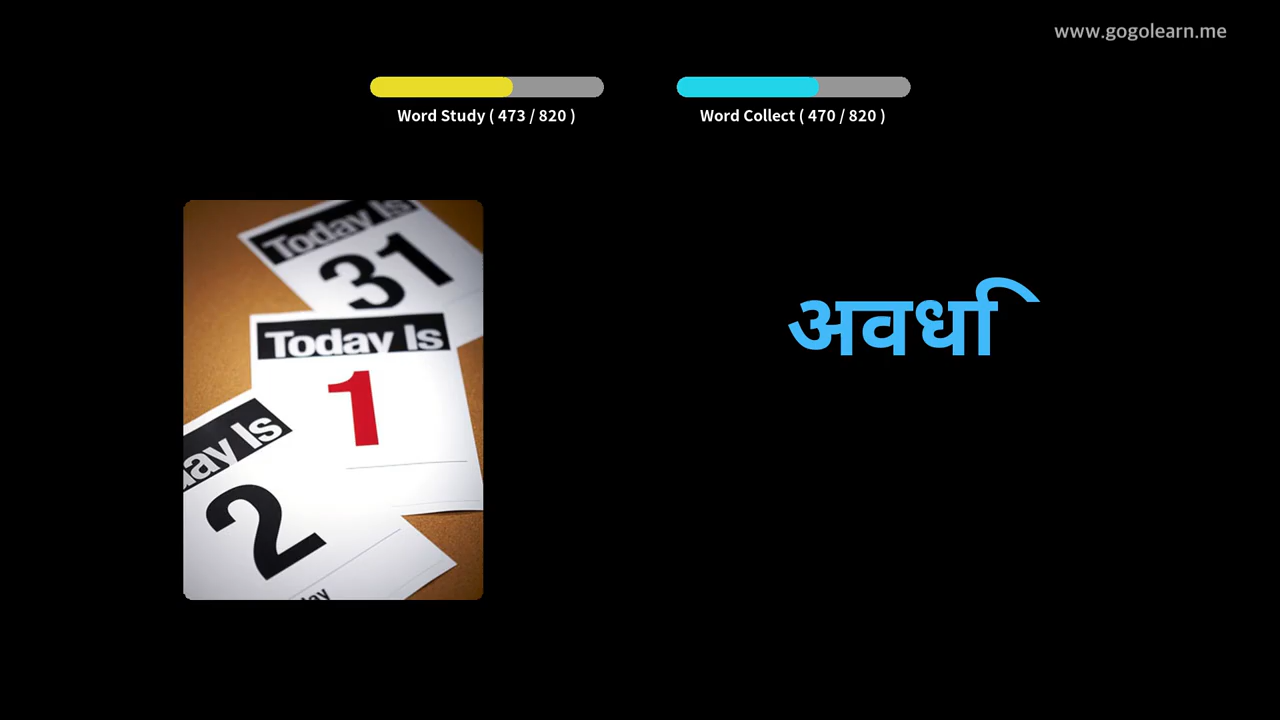 www.gogolearn.me
Word Study ( 473 / 820 )
Word Collect ( 470 / 820 )
Today Is
31
Today Is
1
ay Is
2
अवधि